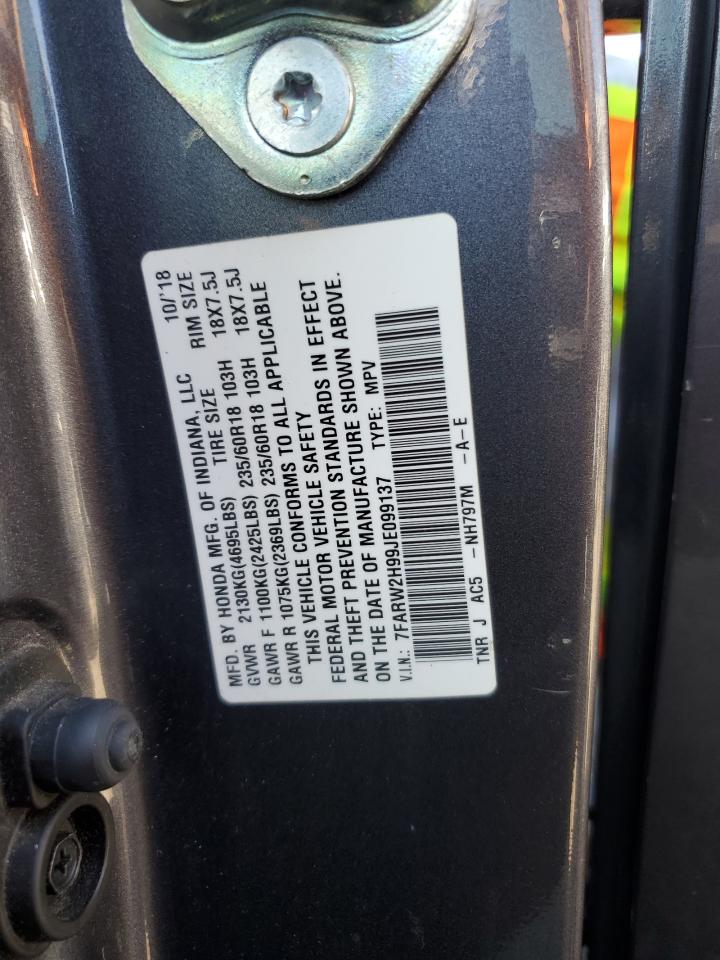 MFD. BY HONDA MFG. OF INDIANA, LLC 10/'18
GVWR 2130KG(4695LBS) TIRE SIZE RIM SIZE
GAWR F 1100KG(2425LBS) 235/60R18 103H 18X7.5J
GAWR R 1075KG(2369LBS) 235/60R18 103H 18X7.5J
THIS VEHICLE CONFORMS TO ALL APPLICABLE
FEDERAL MOTOR VEHICLE SAFETY
AND THEFT PREVENTION STANDARDS IN EFFECT
ON THE DATE OF MANUFACTURE SHOWN ABOVE.
V.I.N.: 7FARW2H99JE099137 TYPE: MPV
TNR J AC5 -NH797M -A-E